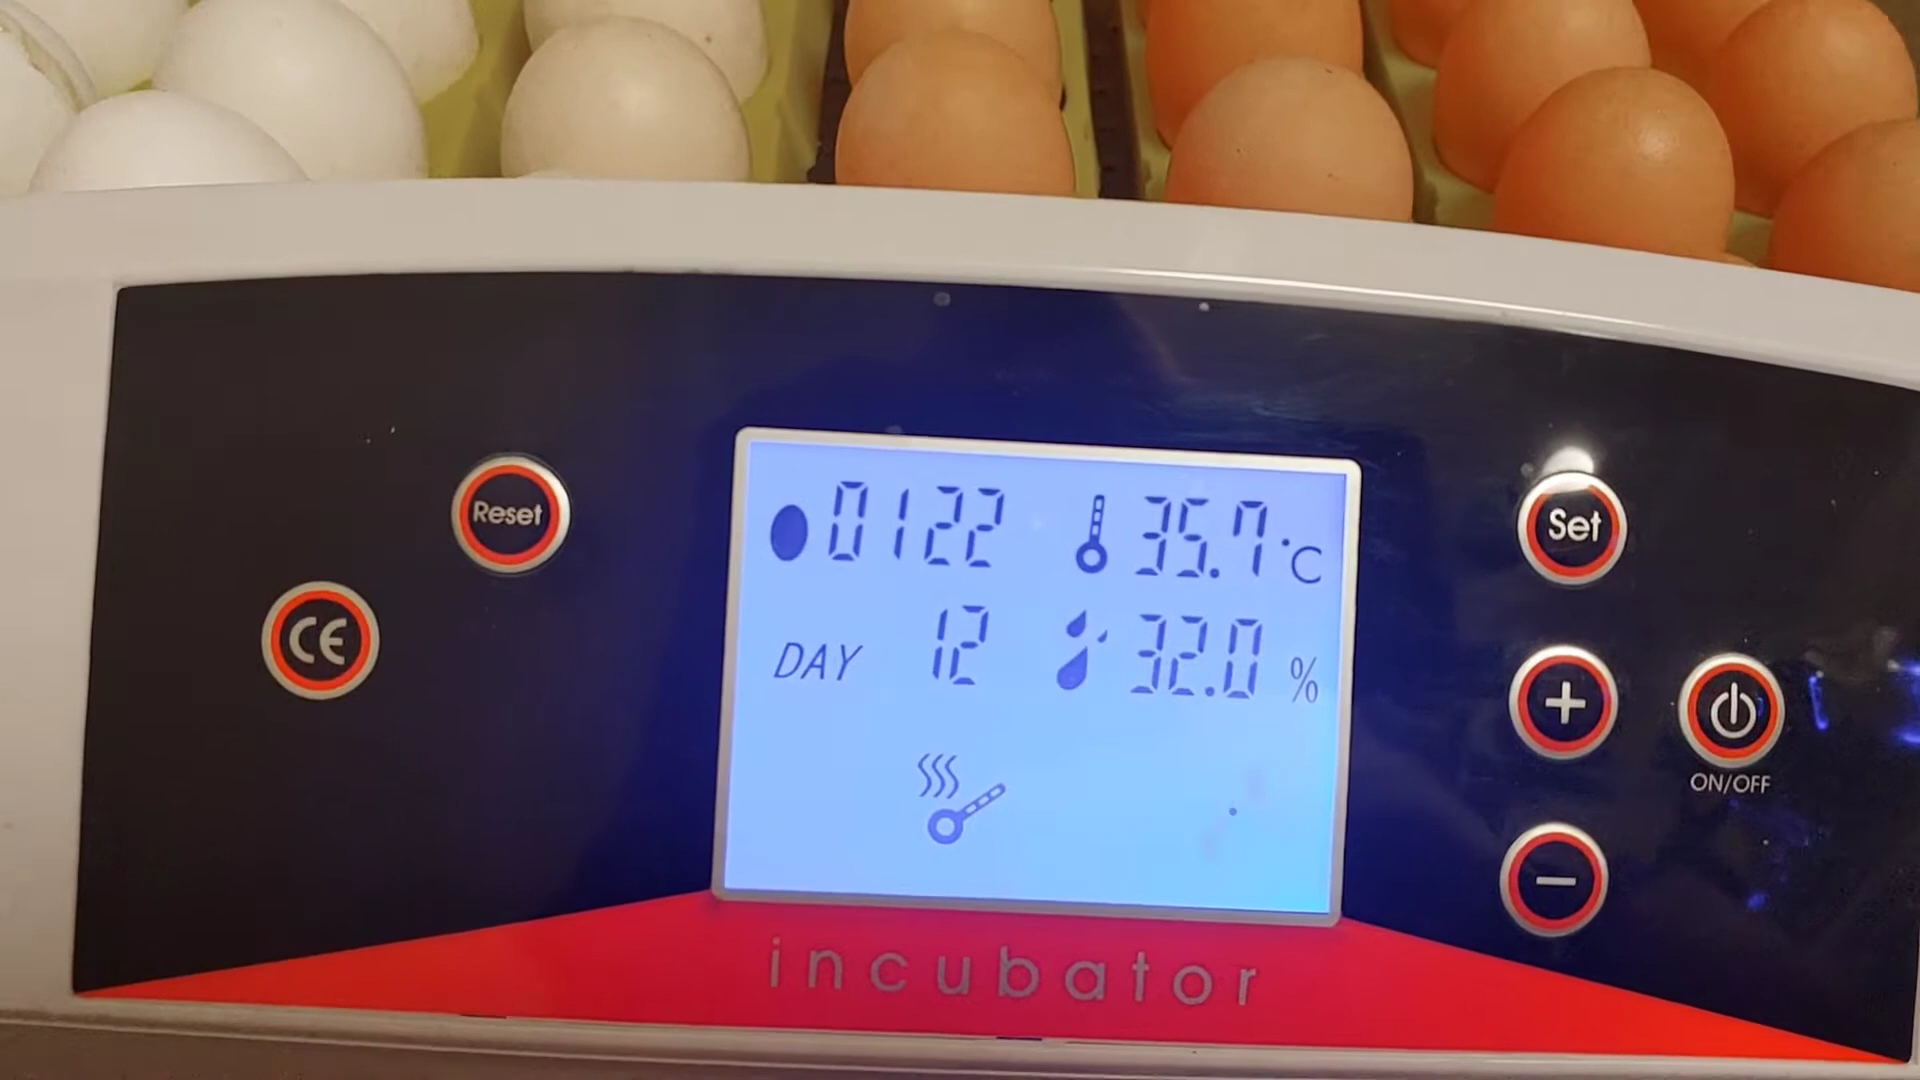 Reset
CE
0122 35.7 °C
DAY 12 32.0 %
Set
+
ON/OFF
−
incubator